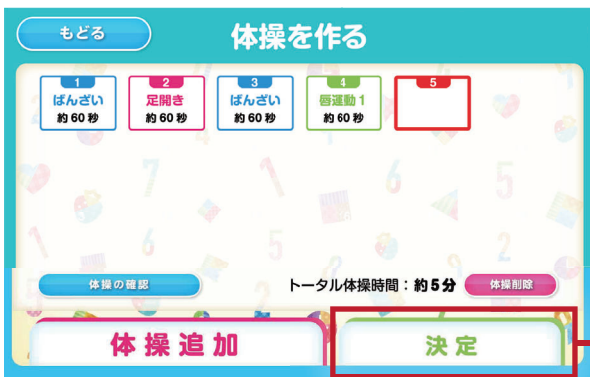 もどる
体操を作る
1 2 3 4 5
ばんざい 足開き ばんざい 唇運動1
約60秒 約60秒 約60秒 約60秒
体操の確認
トータル体操時間：約5分
体操削除
体操追加
決定